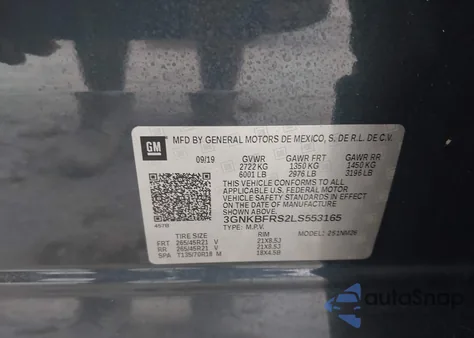 GM
MFD BY GENERAL MOTORS DE MEXICO, S. DE R.L. DE C.V.
09/19 GVWR GAWR FRT GAWR RR
2722 KG 1350 KG 1450 KG
6001 LB 2976 LB 3196 LB
THIS VEHICLE CONFORMS TO ALL
APPLICABLE U.S. FEDERAL MOTOR
VEHICLE SAFETY AND THEFT PREVENTION
STANDARDS IN EFFECT ON THE DATE OF
MANUFACTURE SHOWN ABOVE.
3GNKBFRS2LS553165
TYPE: M.P.V. MODEL:
TIRE SIZE RIM
FRT 265/45R21 V 21X8.5J
RR 265/45R21 V 21X8.5J
SPA T135/70R18 M 18X4.5B
autoSnap